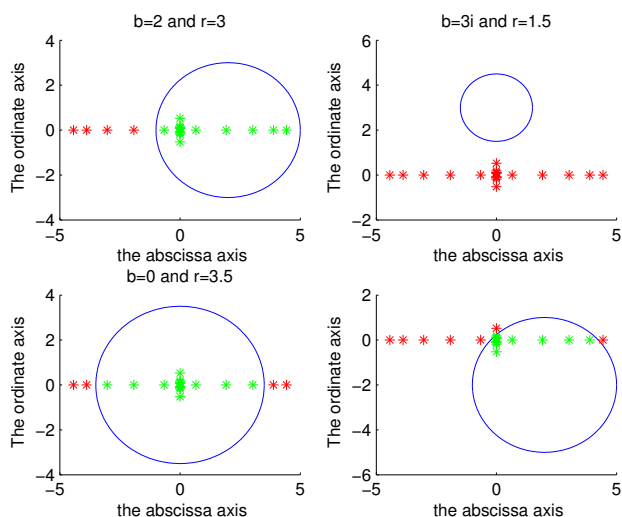 b=2 and r=3
4
2
0
−2
−4
−5
0
5
The ordinate axis
the abscissa axis
b=3i and r=1.5
6
4
2
0
−2
−5
0
5
The ordinate axis
the abscissa axis
b=0 and r=3.5
4
2
0
−2
−4
−5
0
5
The ordinate axis
the abscissa axis
2
0
−2
−4
−6
−5
0
5
The ordinate axis
the abscissa axis